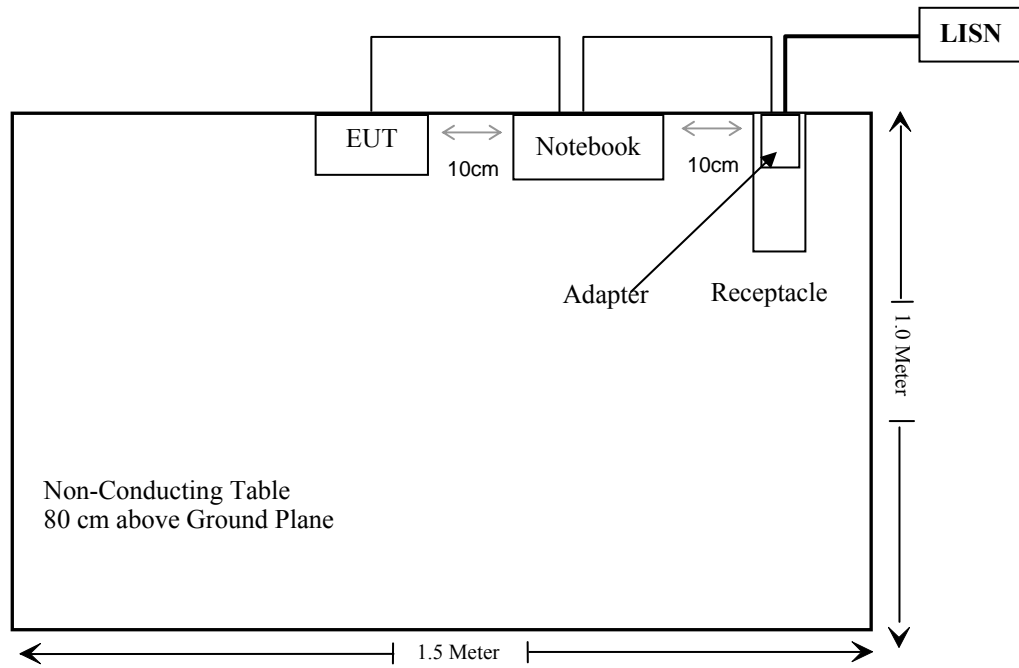 LISN
EUT
Notebook
10cm
10cm
Adapter
Receptacle
1.0 Meter
Non-Conducting Table
80 cm above Ground Plane
1.5 Meter